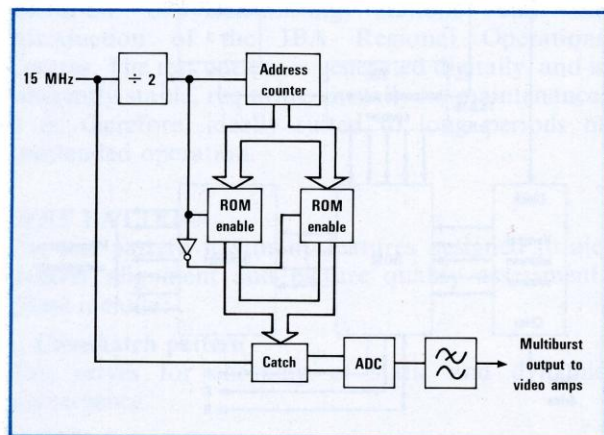 15 MHz
÷ 2
Address
counter
ROM
enable
ROM
enable
Catch
ADC
Multiburst
output to
video amps